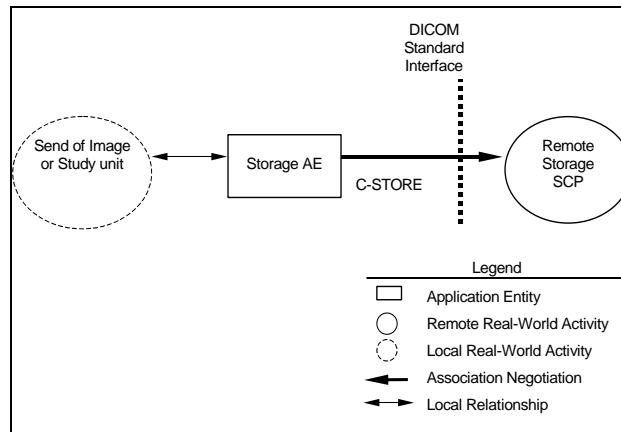 DICOM
Standard
Interface
Send of Image
or Study unit
Storage AE
C-STORE
Remote
Storage
SCP
Legend
Application Entity
Remote Real-World Activity
Local Real-World Activity
Association Negotiation
Local Relationship